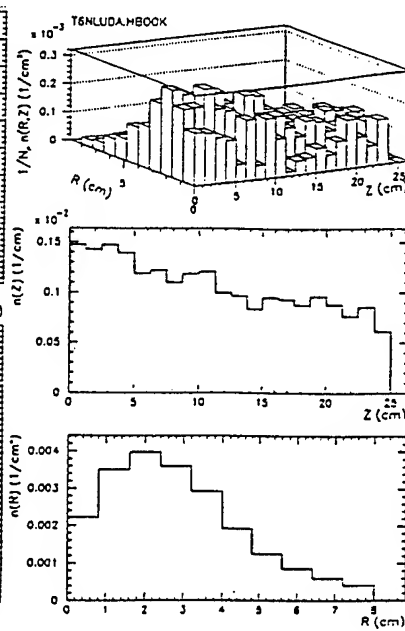 T6NLUDA.HBOOK
x 10⁻³
0.3
0.2
0.1
0
1/N, n(R,Z) (1/cm³)
R (cm)
5
0
0 5 10 15 20 25
Z (cm)
x 10⁻²
0.15
0.1
0.05
0
n(Z) (1/cm)
0 5 10 15 20 25
Z (cm)
0.004
0.003
0.002
0.001
0
n(R) (1/cm²)
0 1 2 3 4 5 6 7 8
R (cm)